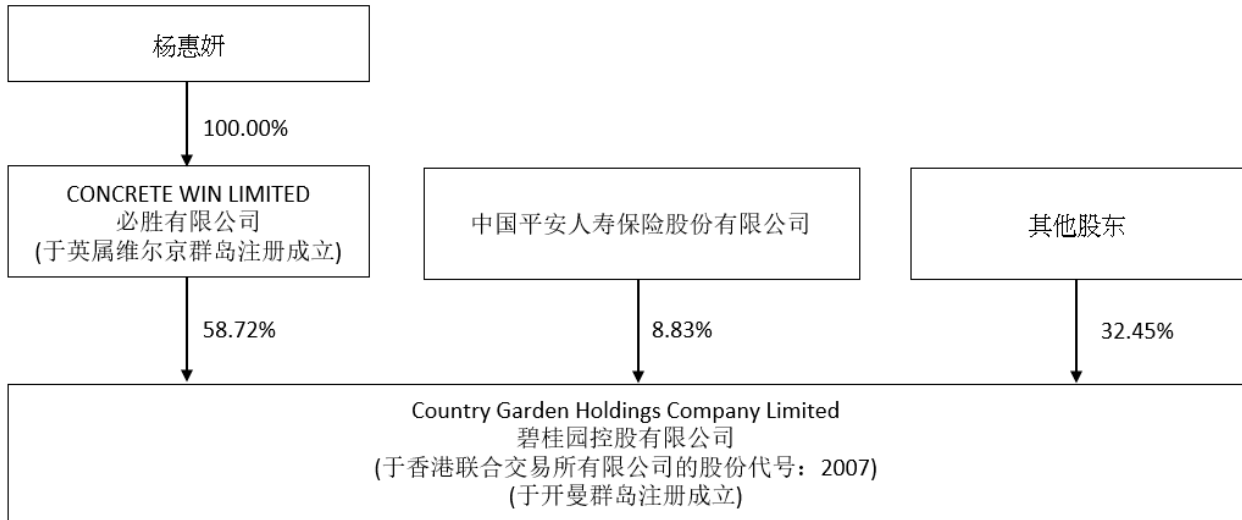 杨惠妍
100.00%
CONCRETE WIN LIMITED
必胜有限公司
(于英属维尔京群岛注册成立)
中国平安人寿保险股份有限公司
其他股东
58.72%
8.83%
32.45%
Country Garden Holdings Company Limited
碧桂园控股有限公司
(于香港联合交易所有限公司的股份代号：2007)
(于开曼群岛注册成立)